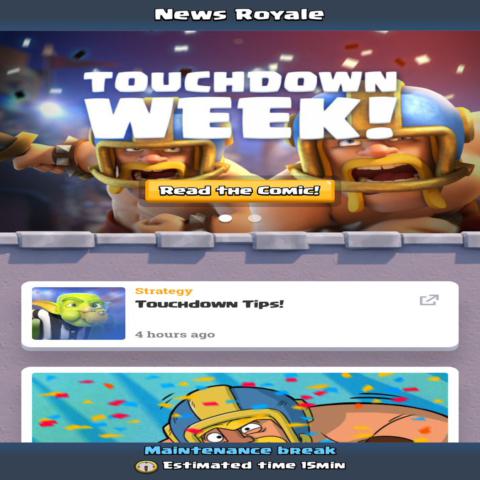 News Royale
TOUCHDOWN
WEEK!
Read the Comic!
Strategy
Touchdown Tips!
4 hours ago
Maintenance break
Estimated time 15min